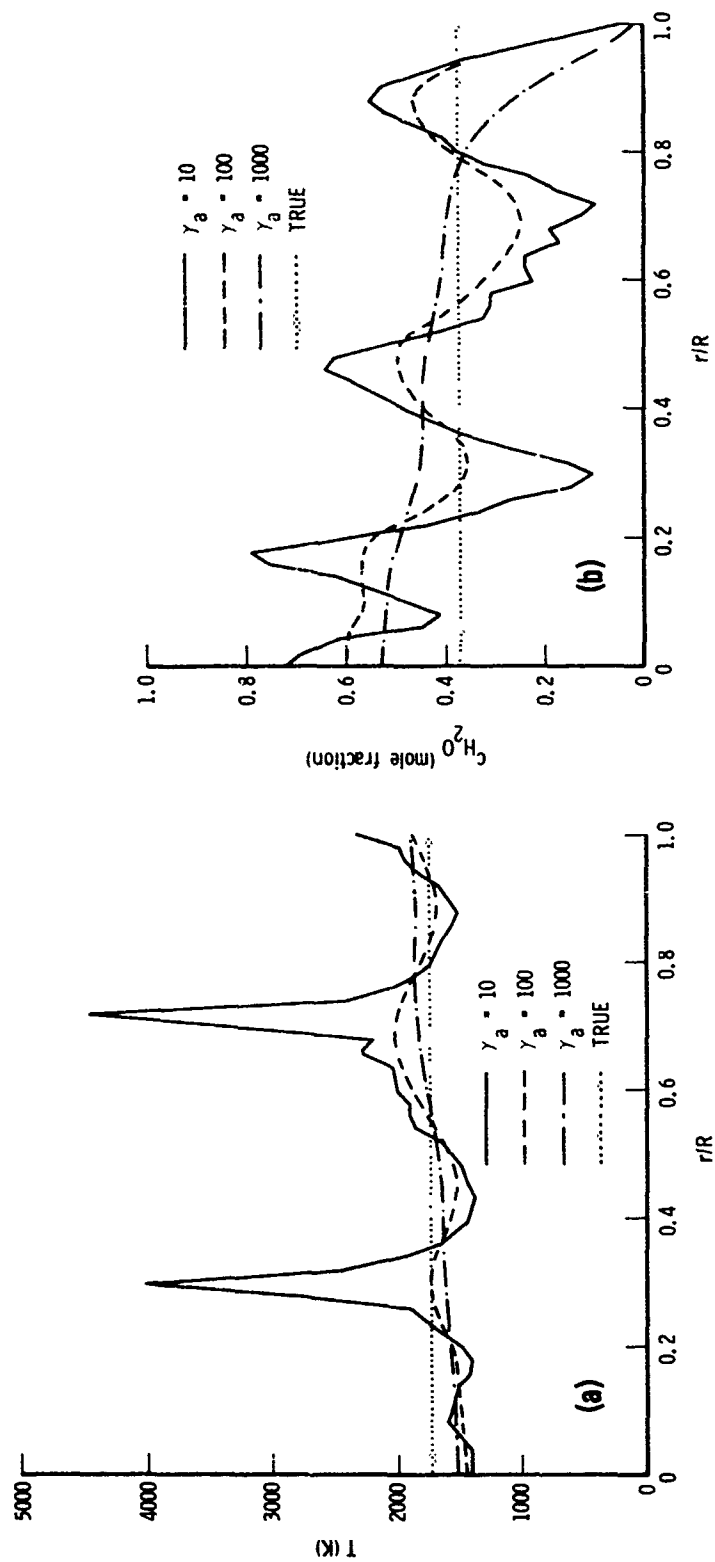 5000
4000
3000
2000
1000
0
T (K)
0
0.2
0.4
0.6
0.8
1.0
r/R
(a)
γa = 10
γa = 100
γa = 1000
TRUE
1.0
0.8
0.6
0.4
0.2
0
cH2O (mole fraction)
0
0.2
0.4
0.6
0.8
1.0
r/R
(b)
γa = 10
γa = 100
γa = 1000
TRUE